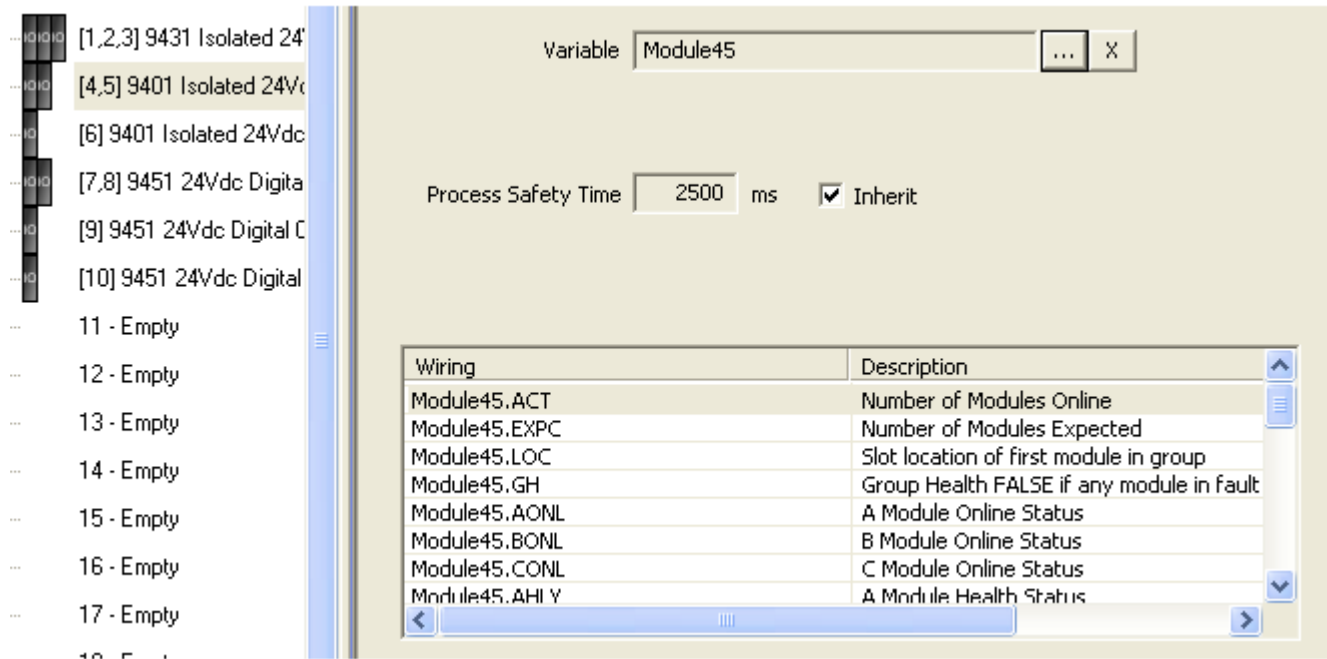 [1,2,3] 9431 Isolated 24
[4,5] 9401 Isolated 24Vd
[6] 9401 Isolated 24Vdc
[7,8] 9451 24Vdc Digita
[9] 9451 24Vdc Digital
[10] 9451 24Vdc Digital
11 - Empty
12 - Empty
13 - Empty
14 - Empty
15 - Empty
16 - Empty
17 - Empty
Variable Module45 ... X
Process Safety Time 2500 ms Inherit
Wiring Description
Module45.ACT Number of Modules Online
Module45.EXPC Number of Modules Expected
Module45.LOC Slot location of first module in group
Module45.GH Group Health FALSE if any module in fault
Module45.AONL A Module Online Status
Module45.BONL B Module Online Status
Module45.CONL C Module Online Status
Module45.AHLY A Module Health Status